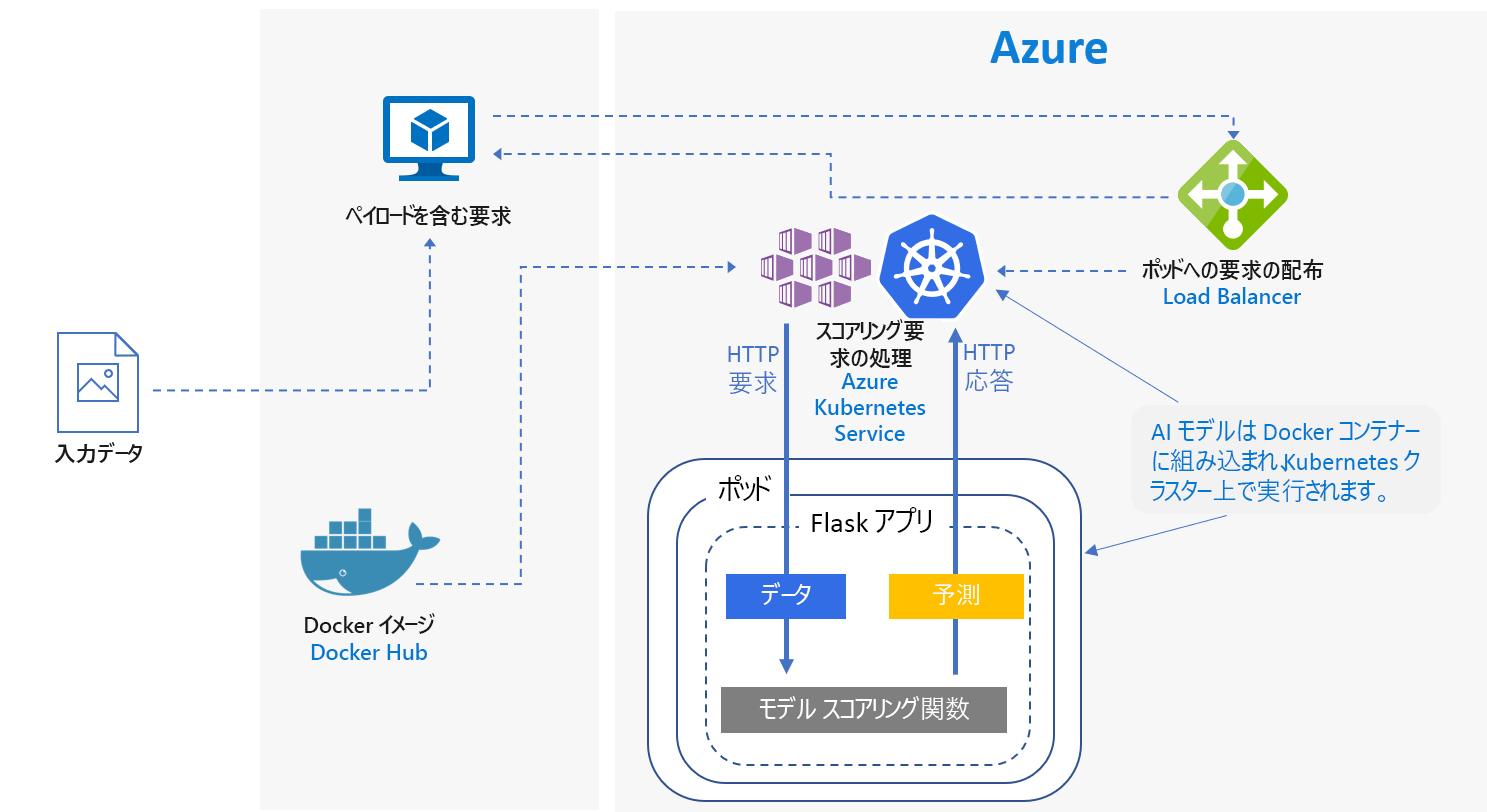 Azure
ペイロードを含む要求
ポッドへの要求の配布
Load Balancer
スコアリング要
求の処理
Azure
Kubernetes
Service
HTTP
要求
HTTP
応答
入力データ
AI モデルは Docker コンテナー
に組み込まれ、Kubernetes ク
ラスター上で実行されます。
ポッド
Flask アプリ
データ
予測
Docker イメージ
Docker Hub
モデル スコアリング関数